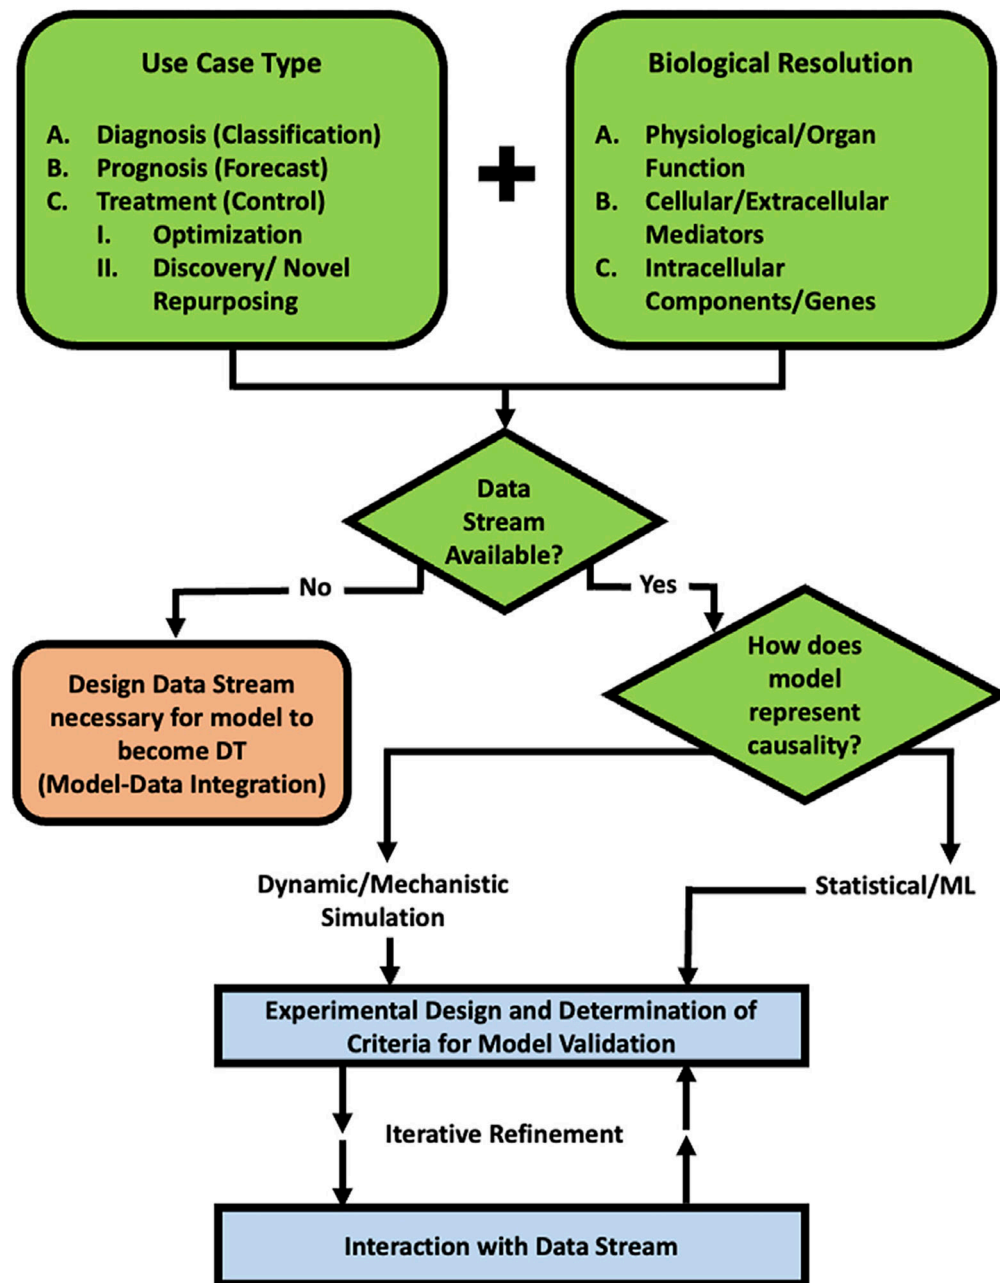 Use Case Type
A. Diagnosis (Classification)
B. Prognosis (Forecast)
C. Treatment (Control)
I. Optimization
II. Discovery/ Novel
Repurposing
+
Biological Resolution
A. Physiological/Organ
Function
B. Cellular/Extracellular
Mediators
C. Intracellular
Components/Genes
Data
Stream
Available?
No
Yes
Design Data Stream
necessary for model to
become DT
(Model-Data Integration)
How does
model
represent
causality?
Dynamic/Mechanistic
Simulation
Statistical/ML
Experimental Design and Determination of
Criteria for Model Validation
Iterative Refinement
Interaction with Data Stream